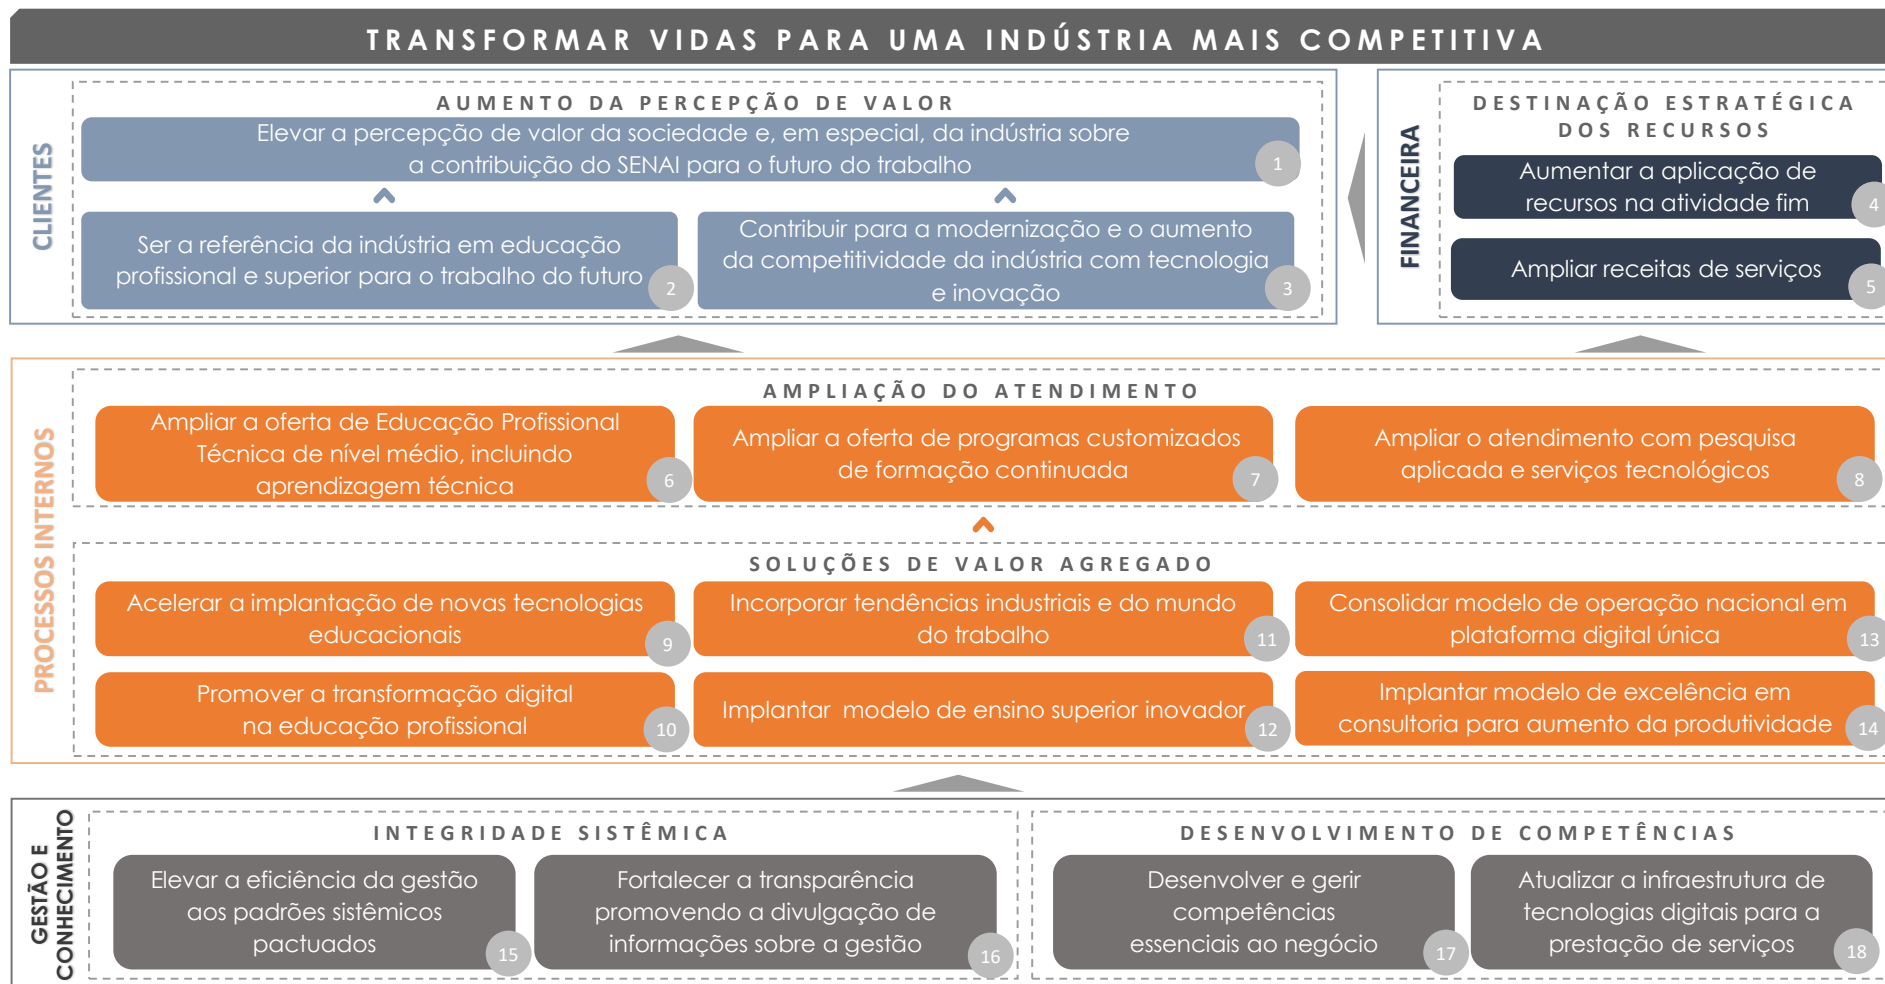 TRANSFORMAR VIDAS PARA UMA INDÚSTRIA MAIS COMPETITIVA
CLIENTES
AUMENTO DA PERCEPÇÃO DE VALOR
Elevar a percepção de valor da sociedade e, em especial, da indústria sobre
a contribuição do SENAI para o futuro do trabalho
1
Ser a referência da indústria em educação
profissional e superior para o trabalho do futuro
2
Contribuir para a modernização e o aumento
da competitividade da indústria com tecnologia
e inovação
3
FINANCEIRA
DESTINAÇÃO ESTRATÉGICA
DOS RECURSOS
Aumentar a aplicação de
recursos na atividade fim
4
Ampliar receitas de serviços
5
PROCESSOS INTERNOS
AMPLIAÇÃO DO ATENDIMENTO
Ampliar a oferta de Educação Profissional
Técnica de nível médio, incluindo
aprendizagem técnica
6
Ampliar a oferta de programas customizados
de formação continuada
7
Ampliar o atendimento com pesquisa
aplicada e serviços tecnológicos
8
SOLUÇÕES DE VALOR AGREGADO
Acelerar a implantação de novas tecnologias
educacionais
9
Incorporar tendências industriais e do mundo
do trabalho
11
Consolidar modelo de operação nacional em
plataforma digital única
13
Promover a transformação digital
na educação profissional
10
Implantar modelo de ensino superior inovador
12
Implantar modelo de excelência em
consultoria para aumento da produtividade
14
GESTÃO E
CONHECIMENTO
INTEGRIDADE SISTÊMICA
Elevar a eficiência da gestão
aos padrões sistêmicos
pactuados
15
Fortalecer a transparência
promovendo a divulgação de
informações sobre a gestão
16
DESENVOLVIMENTO DE COMPETÊNCIAS
Desenvolver e gerir
competências
essenciais ao negócio
17
Atualizar a infraestrutura de
tecnologias digitais para a
prestação de serviços
18